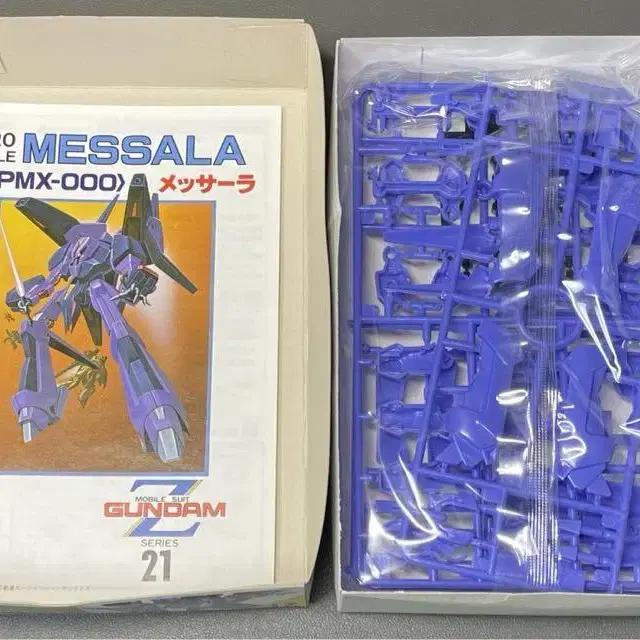 MESSALA
PMX-000〉 メッサーラ
MOBILE SUIT
Z
GUNDAM
SERIES
21